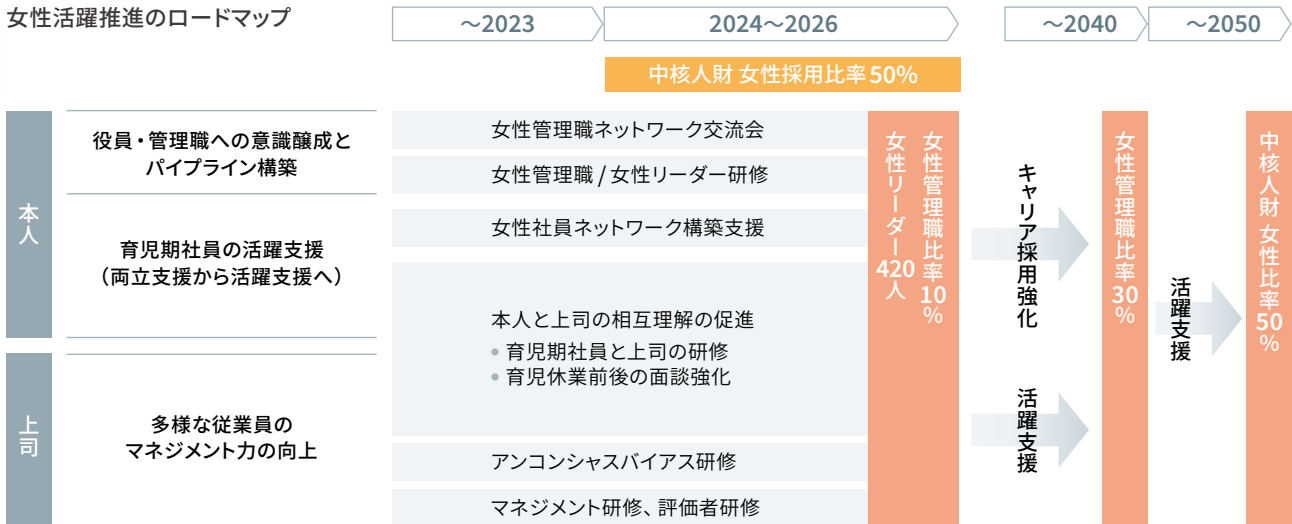 女性活躍推進のロードマップ
～2023
2024～2026
～2040
～2050
中核人財 女性採用比率50%
本人
役員・管理職への意識醸成と
パイプライン構築
育児期社員の活躍支援
（両立支援から活躍支援へ）
上司
多様な従業員の
マネジメント力の向上
女性管理職ネットワーク交流会
女性管理職 / 女性リーダー研修
女性社員ネットワーク構築支援
本人と上司の相互理解の促進
• 育児期社員と上司の研修
• 育児休業前後の面談強化
アンコンシャスバイアス研修
マネジメント研修、評価者研修
女性管理職比率10%
女性リーダー420人
キャリア採用強化
活躍支援
女性管理職比率30%
活躍支援
中核人財 女性比率50%